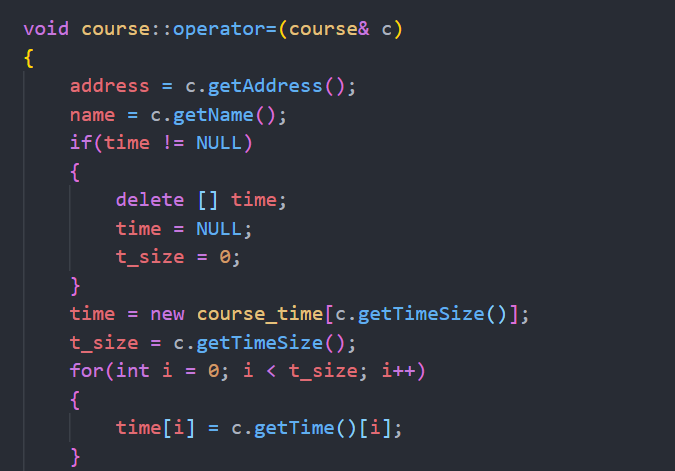 void course::operator=(course& c)
{
address = c.getAddress();
name = c.getName();
if(time != NULL)
{
delete [] time;
time = NULL;
t_size = 0;
}
time = new course_time[c.getTimeSize()];
t_size = c.getTimeSize();
for(int i = 0; i < t_size; i++)
{
time[i] = c.getTime()[i];
}